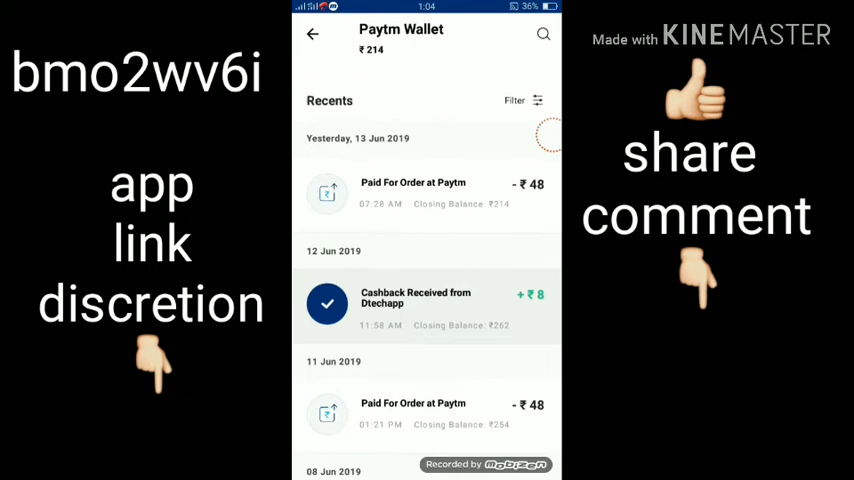 bmo2wv6i
app
link
discretion
1:04
36%
Paytm Wallet
₹ 214
Recents
Filter
Yesterday, 13 Jun 2019
Paid For Order at Paytm
- ₹ 48
07:28 AM Closing Balance: ₹214
12 Jun 2019
Cashback Received from
Dtechapp
+ ₹ 8
11:58 AM Closing Balance: ₹262
11 Jun 2019
Paid For Order at Paytm
- ₹ 48
01:21 PM Closing Balance: ₹254
08 Jun 2019
Recorded by mobizen
Made with KINEMASTER
share
comment